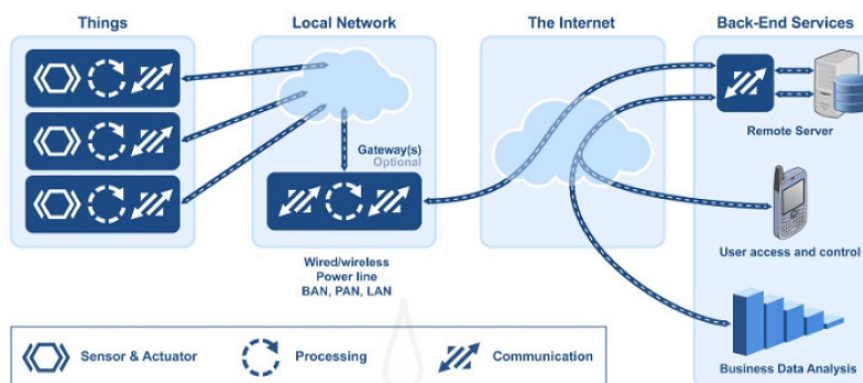 Things
Local Network
The Internet
Back-End Services
Gateway(s)
Optional
Remote Server
User access and control
Wired/wireless
Power line
BAN, PAN, LAN
Sensor & Actuator
Processing
Communication
Business Data Analysis